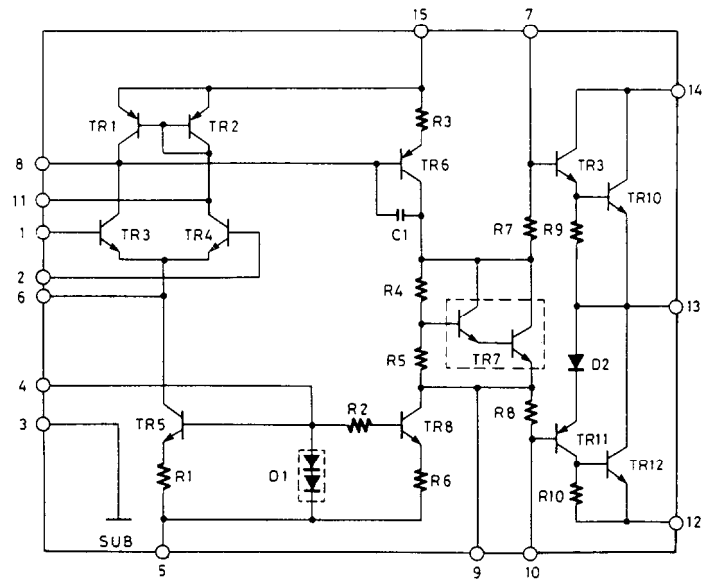 15 7
14
R3
TR1 TR2
TR6 TR3
8
TR10
11
C1 R7 R9
1 TR3 TR4
2
6
R4
13
TR7
R5 D2
4
R2
R8
3 TR5 TR8
TR11
TR12
R1 D1 R6
R10
12
SUB
5 9 10